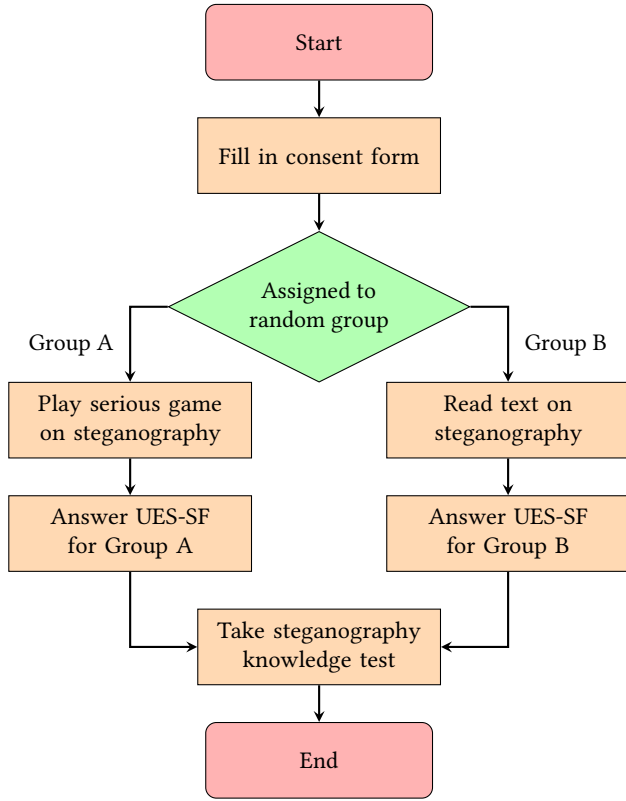 Start
Fill in consent form
Assigned to
random group
Group A
Group B
Play serious game
on steganography
Read text on
steganography
Answer UES-SF
for Group A
Answer UES-SF
for Group B
Take steganography
knowledge test
End